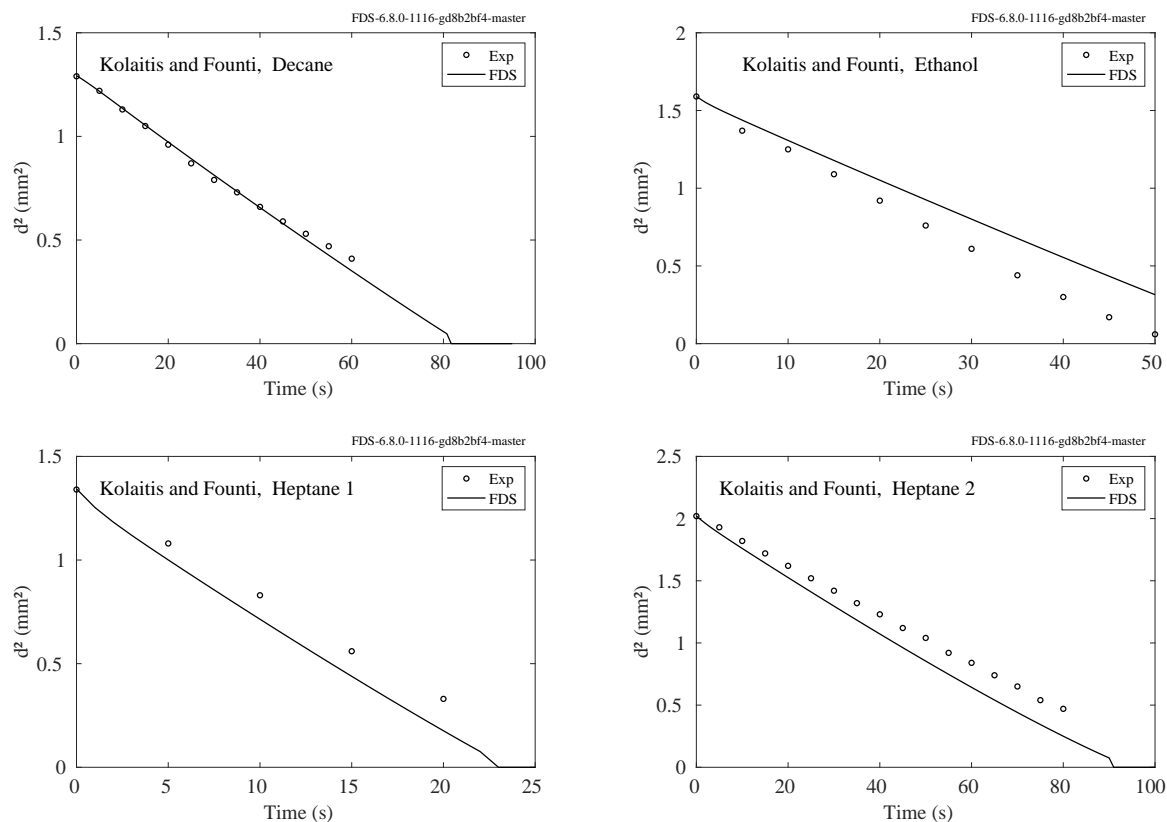 FDS-6.8.0-1116-gd8b2bf4-master
Kolaitis and Founti, Decane
Exp
FDS
1.5
1
0.5
0
d² (mm²)
0 20 40 60 80 100
Time (s)
FDS-6.8.0-1116-gd8b2bf4-master
Kolaitis and Founti, Ethanol
Exp
FDS
2
1.5
1
0.5
0
d² (mm²)
0 10 20 30 40 50
Time (s)
FDS-6.8.0-1116-gd8b2bf4-master
Kolaitis and Founti, Heptane 1
Exp
FDS
1.5
1
0.5
0
d² (mm²)
0 5 10 15 20 25
Time (s)
FDS-6.8.0-1116-gd8b2bf4-master
Kolaitis and Founti, Heptane 2
Exp
FDS
2.5
2
1.5
1
0.5
0
d² (mm²)
0 20 40 60 80 100
Time (s)